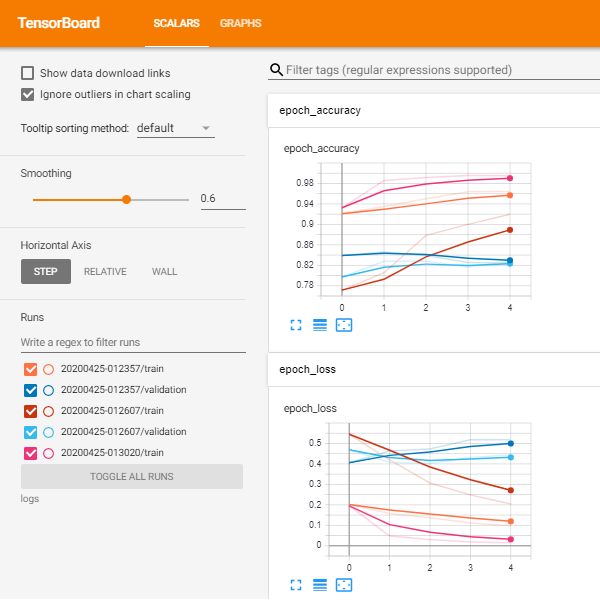 TensorBoard SCALARS GRAPHS
Show data download links
Ignore outliers in chart scaling
Tooltip sorting method: default
Smoothing
0.6
Horizontal Axis
STEP RELATIVE WALL
Runs
Write a regex to filter runs
20200425-012357/train
20200425-012357/validation
20200425-012607/train
20200425-012607/validation
20200425-013020/train
TOGGLE ALL RUNS
logs
Filter tags (regular expressions supported)
epoch_accuracy
epoch_accuracy
0.98
0.94
0.9
0.86
0.82
0.78
0 1 2 3 4
epoch_loss
epoch_loss
0.5
0.4
0.3
0.2
0.1
0
0 1 2 3 4